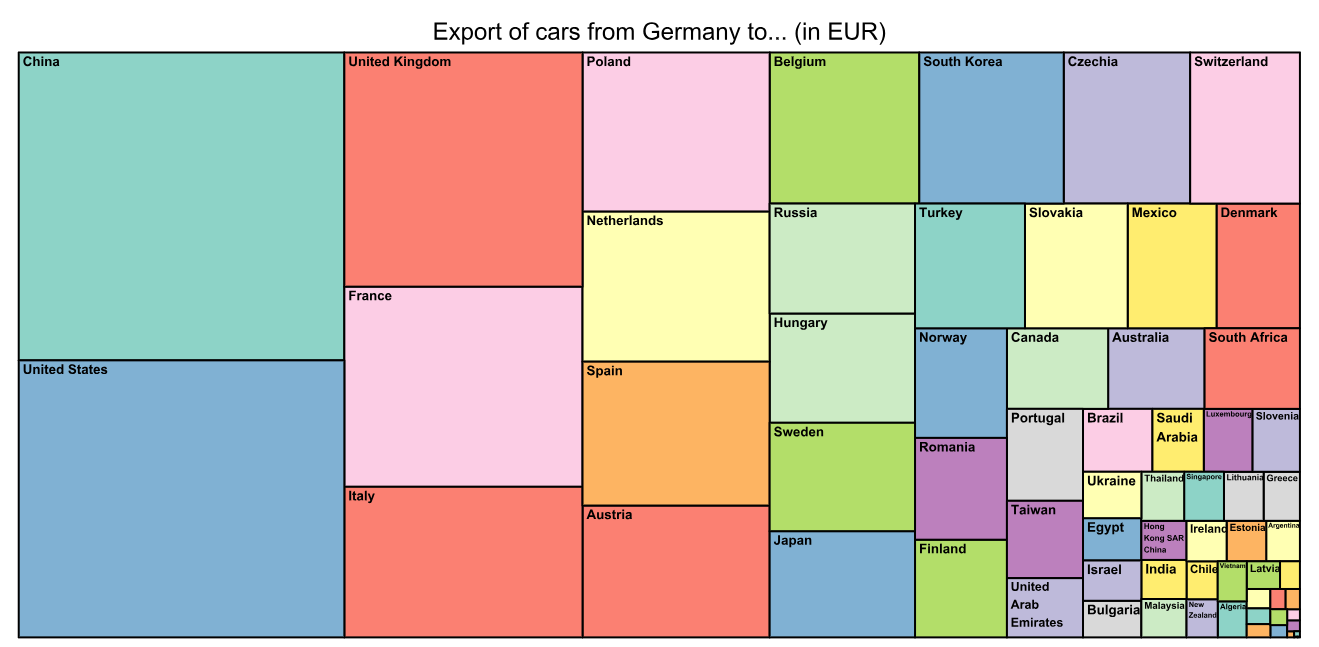 Export of cars from Germany to... (in EUR)
China
United Kingdom
Poland
Belgium
South Korea
Czechia
Switzerland
Russia
Turkey
Slovakia
Mexico
Denmark
Netherlands
France
Hungary
Norway
Canada
Australia
South Africa
United States
Spain
Portugal
Brazil
Saudi
Arabia
Luxembourg
Slovenia
Sweden
Romania
Ukraine
Thailand
Singapore
Lithuania
Greece
Italy
Taiwan
Austria
Egypt
Hong
Kong SAR
China
Ireland
Estonia
Argentina
Japan
Finland
Israel
India
Chile
Vietnam
Latvia
United
Arab
Emirates
Bulgaria
Malaysia
New
Zealand
Algeria